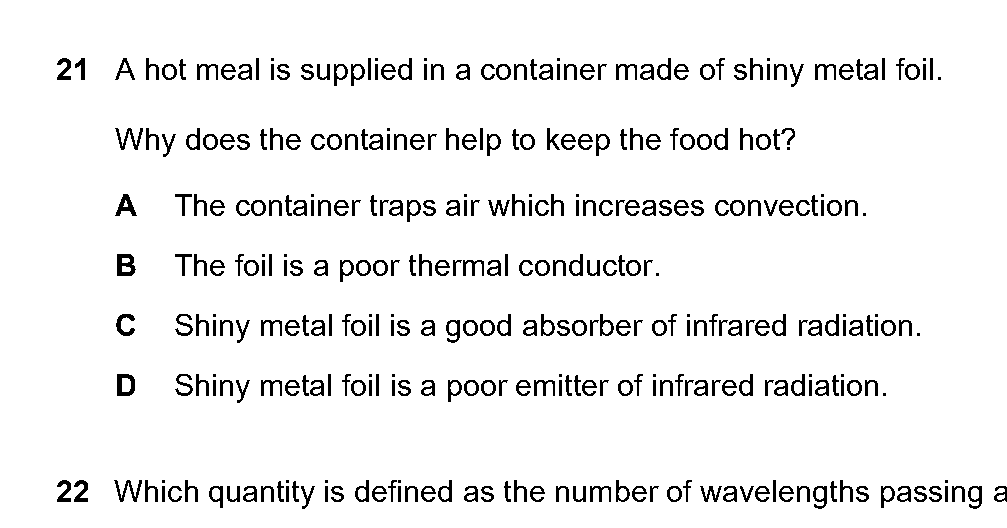 21 A hot meal is supplied in a container made of shiny metal foil.
Why does the container help to keep the food hot?
A The container traps air which increases convection.
B The foil is a poor thermal conductor.
C Shiny metal foil is a good absorber of infrared radiation.
D Shiny metal foil is a poor emitter of infrared radiation.
22 Which quantity is defined as the number of wavelengths passing a